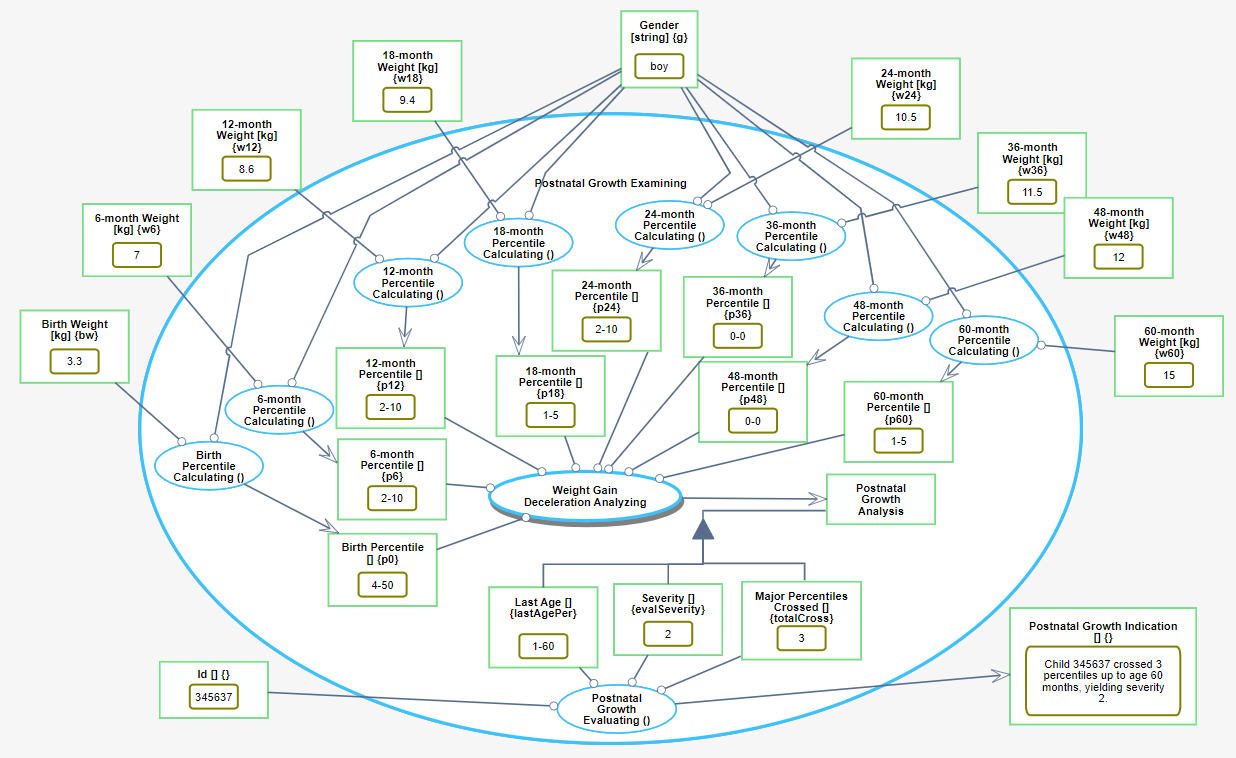 Gender
[string] {g}
boy
18-month
Weight [kg]
{w18}
9.4
24-month
Weight [kg]
{w24}
10.5
12-month
Weight [kg]
{w12}
8.6
36-month
Weight [kg]
{w36}
11.5
6-month Weight
[kg] {w6}
7
48-month
Weight [kg]
{w48}
12
Birth Weight
[kg] {bw}
3.3
60-month
Weight [kg]
{w60}
15
Postnatal Growth Examining
18-month
Percentile
Calculating ()
24-month
Percentile
Calculating ()
36-month
Percentile
Calculating ()
12-month
Percentile
Calculating ()
48-month
Percentile
Calculating ()
60-month
Percentile
Calculating ()
6-month
Percentile
Calculating ()
Birth
Percentile
Calculating ()
24-month
Percentile []
{p24}
2-10
36-month
Percentile []
{p36}
0-0
12-month
Percentile []
{p12}
2-10
18-month
Percentile []
{p18}
1-5
48-month
Percentile []
{p48}
0-0
60-month
Percentile []
{p60}
1-5
6-month
Percentile []
{p6}
2-10
Birth Percentile
[] {p0}
4-50
Weight Gain
Deceleration Analyzing
Postnatal
Growth
Analysis
Last Age []
{lastAgePer}
1-60
Severity []
{evalSeverity}
2
Major Percentiles
Crossed []
{totalCross}
3
Id [] {}
345637
Postnatal
Growth
Evaluating ()
Postnatal Growth Indication
[] {}
Child 345637 crossed 3
percentiles up to age 60
months, yielding severity
2.